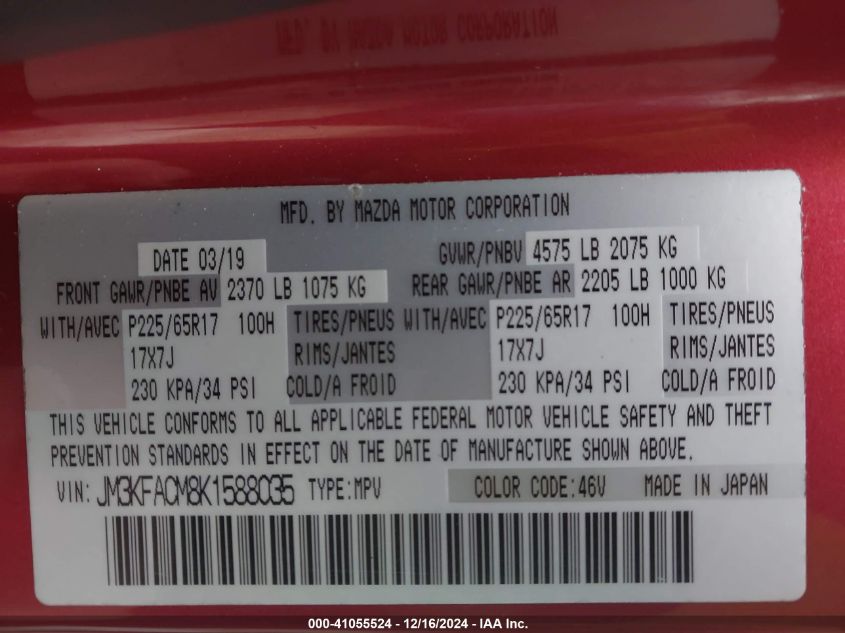 MFD. BY MAZDA MOTOR CORPORATION
MFD. BY MAZDA MOTOR CORPORATION
DATE 03/19 GVWR/PNBV 4575 LB 2075 KG
FRONT GAWR/PNBE AV 2370 LB 1075 KG REAR GAWR/PNBE AR 2205 LB 1000 KG
WITH/AVEC P225/65R17 100H TIRES/PNEUS WITH/AVEC P225/65R17 100H TIRES/PNEUS
17X7J RIMS/JANTES 17X7J RIMS/JANTES
230 KPA/34 PSI COLD/A FROID 230 KPA/34 PSI COLD/A FROID
THIS VEHICLE CONFORMS TO ALL APPLICABLE FEDERAL MOTOR VEHICLE SAFETY AND THEFT
PREVENTION STANDARDS IN EFFECT ON THE DATE OF MANUFACTURE SHOWN ABOVE.
VIN: JM3KFACM8K1588035 TYPE:MPV COLOR CODE:46V MADE IN JAPAN
000-41055524 - 12/16/2024 - IAA Inc.